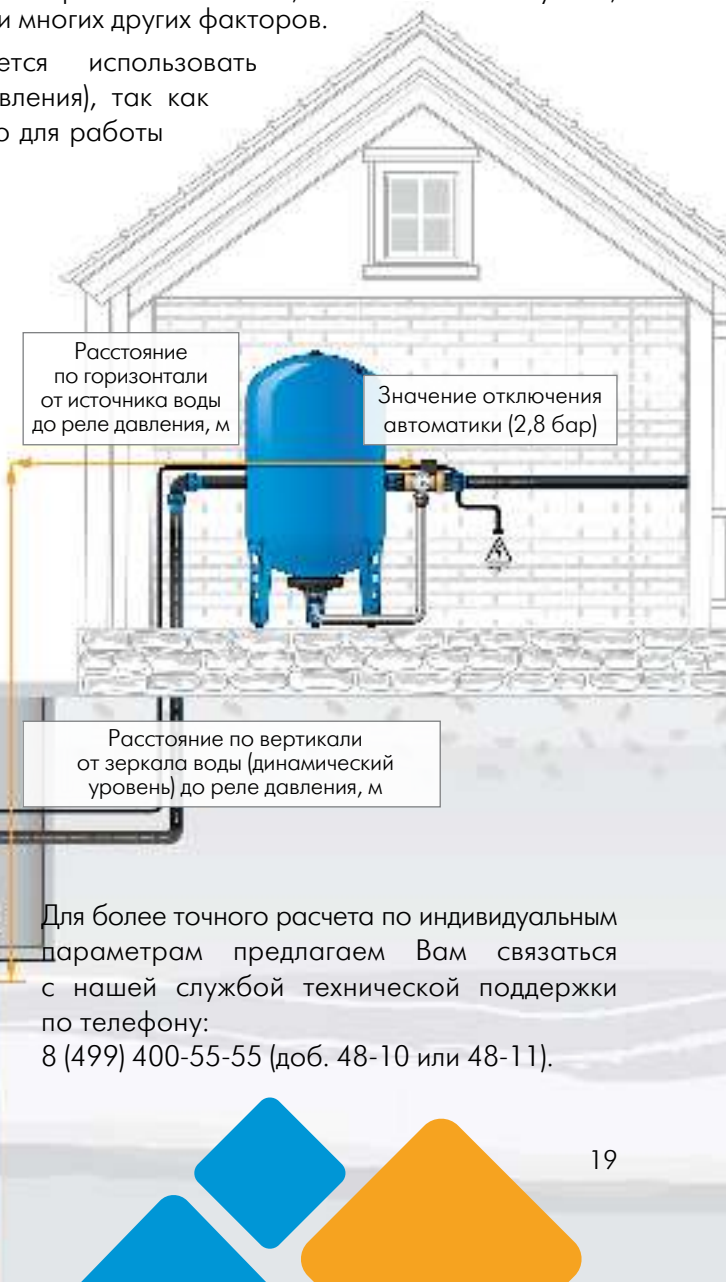 и многих других факторов.
использовать
так как
для работы
Расстояние
по горизонтали
от источника воды
до реле давления, м
Значение отключения
автоматики (2,8 бар)
Расстояние по вертикали
от зеркала воды (динамический
уровень) до реле давления, м
Для более точного расчета по индивидуальным
параметрам предлагаем Вам связаться
с нашей службой технической поддержки
по телефону:
8 (499) 400-55-55 (доб. 48-10 или 48-11).
19